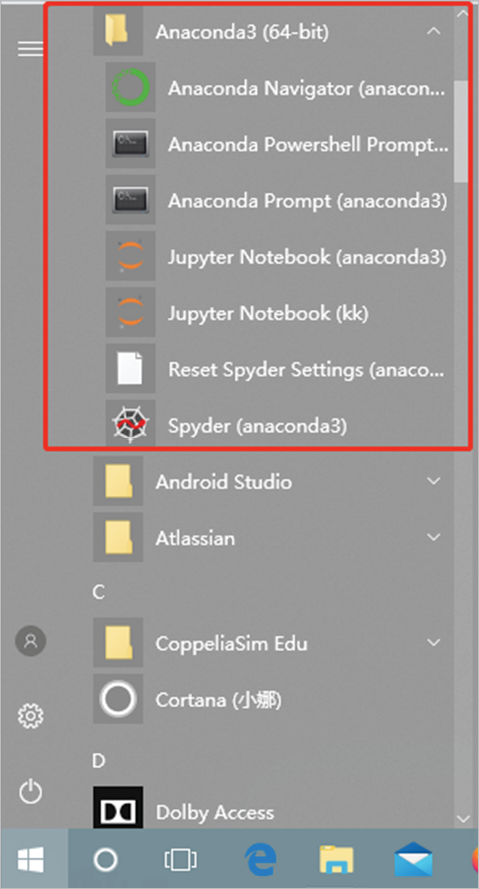 Anaconda3 (64-bit)
Anaconda Navigator (anacon...
Anaconda Powershell Prompt...
Anaconda Prompt (anaconda3)
Jupyter Notebook (anaconda3)
Jupyter Notebook (kk)
Reset Spyder Settings (anaco...
Spyder (anaconda3)
Android Studio
Atlassian
C
CoppeliaSim Edu
Cortana (小娜)
D
Dolby Access